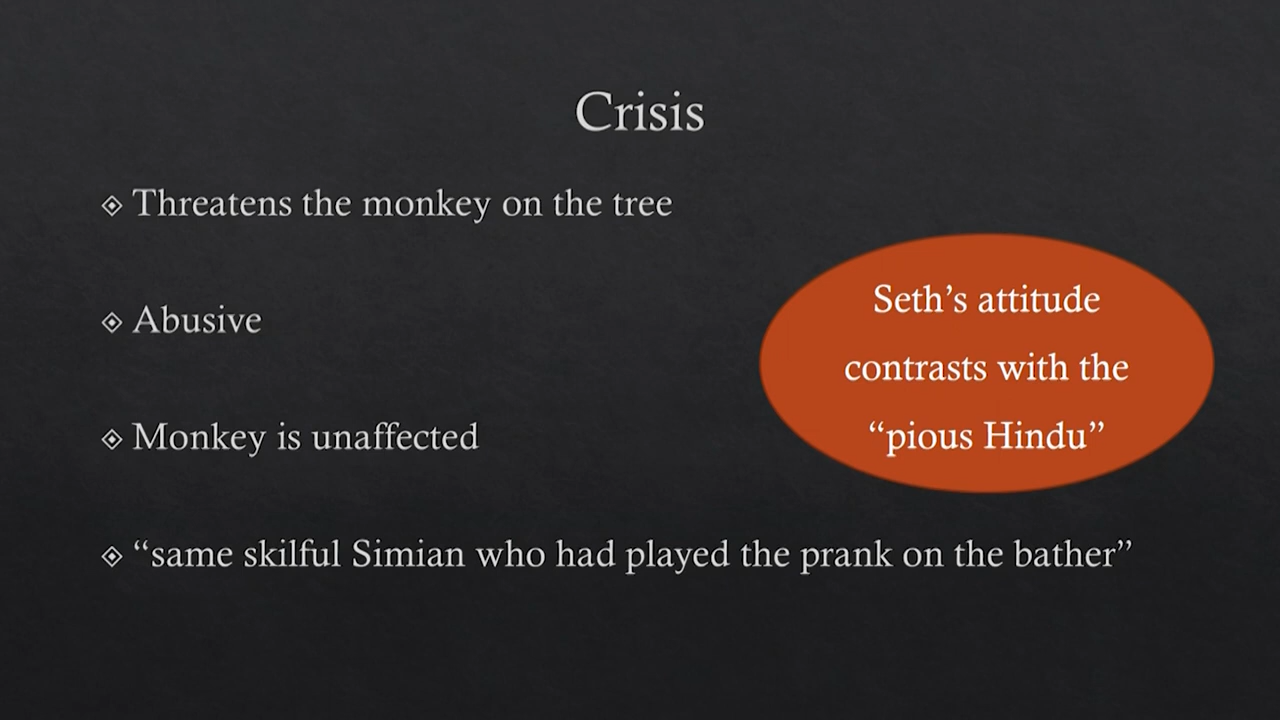 Crisis
Threatens the monkey on the tree
Abusive
Monkey is unaffected
“same skilful Simian who had played the prank on the bather”
Seth’s attitude
contrasts with the
“pious Hindu”